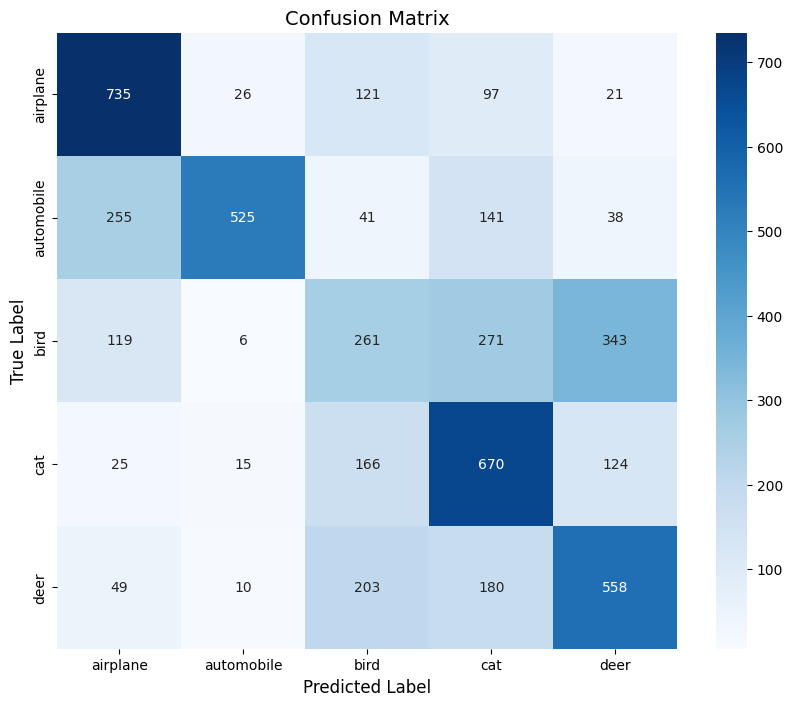 Confusion Matrix
airplane 735 26 121 97 21
automobile 255 525 41 141 38
bird 119 6 261 271 343
cat 25 15 166 670 124
deer 49 10 203 180 558
True Label
airplane automobile bird cat deer
Predicted Label
700
600
500
400
300
200
100